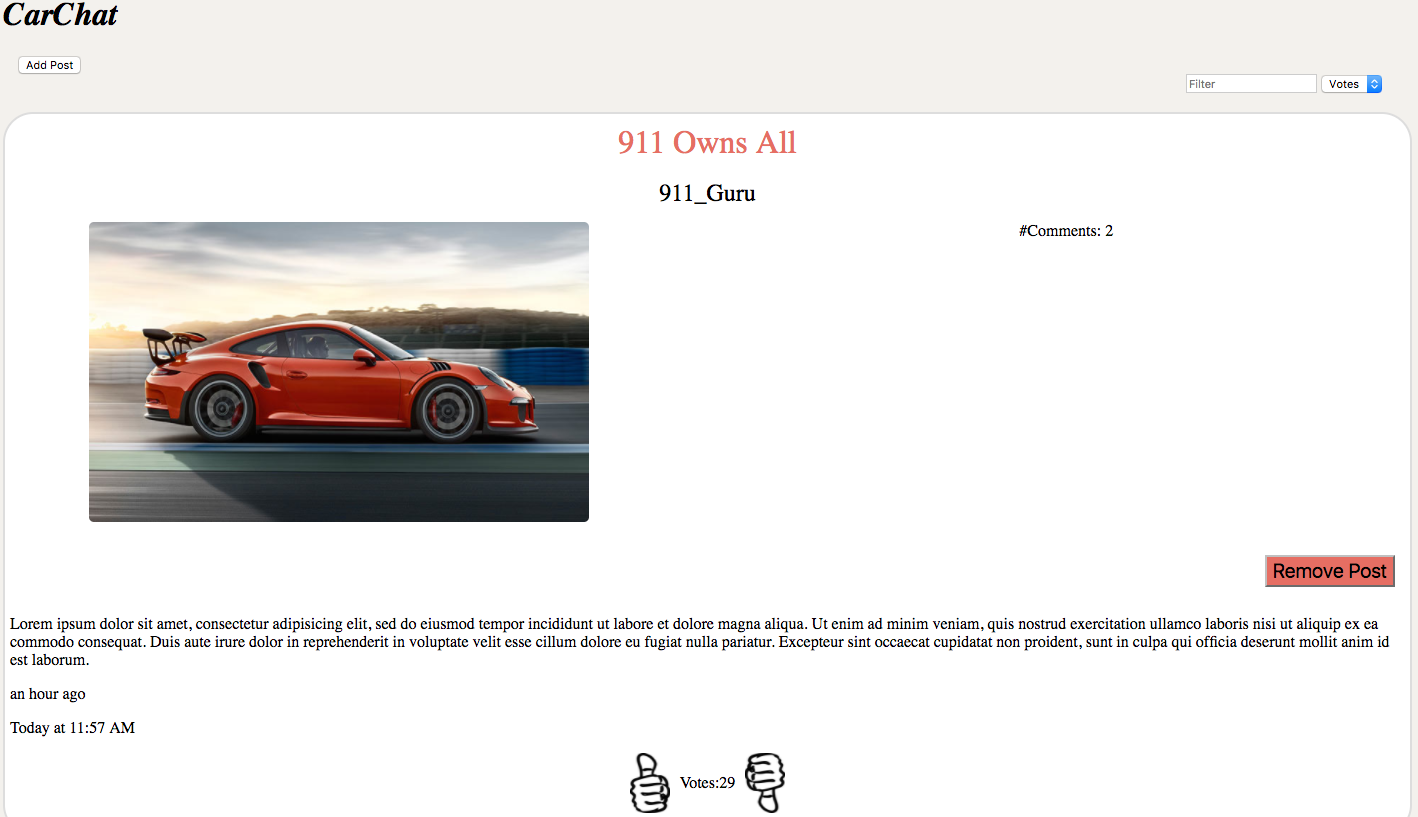 CarChat
Add Post
Filter
Votes
911 Owns All
911_Guru
#Comments: 2
Remove Post
Lorem ipsum dolor sit amet, consectetur adipisicing elit, sed do eiusmod tempor incididunt ut labore et dolore magna aliqua. Ut enim ad minim veniam, quis nostrud exercitation ullamco laboris nisi ut aliquip ex ea
commodo consequat. Duis aute irure dolor in reprehenderit in voluptate velit esse cillum dolore eu fugiat nulla pariatur. Excepteur sint occaecat cupidatat non proident, sunt in culpa qui officia deserunt mollit anim id
est laborum.
an hour ago
Today at 11:57 AM
Votes:29